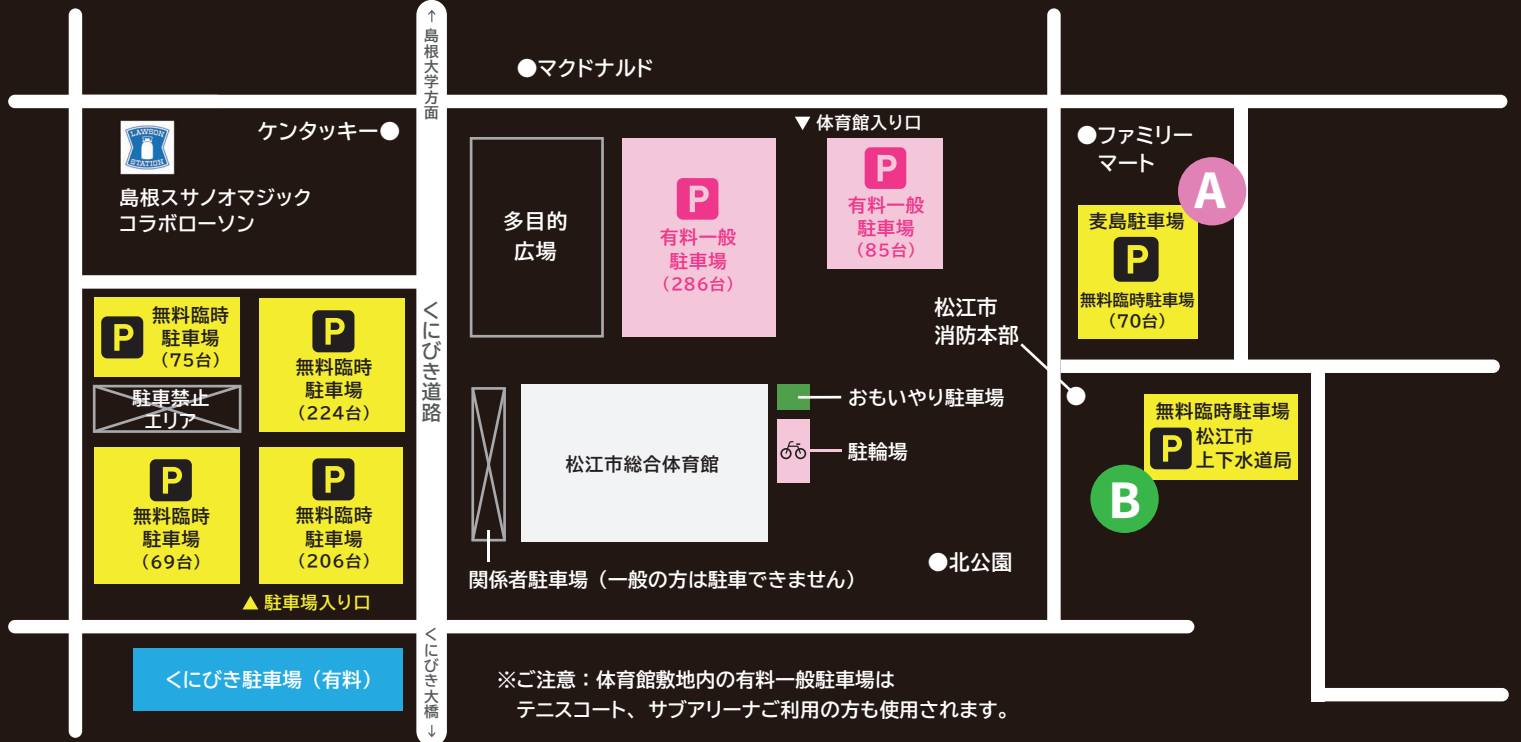 ↑島根大学方面
●マクドナルド
LAWSON
STATION
ケンタッキー●
島根スサノオマジック
コラボローソン
▼ 体育館入り口
●ファミリー
マート
A
多目的
広場
P
有料一般
駐車場
(286台)
P
有料一般
駐車場
(85台)
麦島駐車場
P
無料臨時駐車場
(70台)
P
無料臨時
駐車場
(75台)
P
無料臨時
駐車場
(224台)
くにびき道路
松江市
消防本部
駐車禁止
エリア
おもいやり駐車場
駐輪場
松江市総合体育館
無料臨時駐車場
P
松江市
上下水道局
B
P
無料臨時
駐車場
(69台)
P
無料臨時
駐車場
(206台)
●北公園
関係者駐車場（一般の方は駐車できません）
▲ 駐車場入り口
くにびき駐車場（有料）
くにびき大橋↓
※ご注意：体育館敷地内の有料一般駐車場は
テニスコート、サブアリーナご利用の方も使用されます。